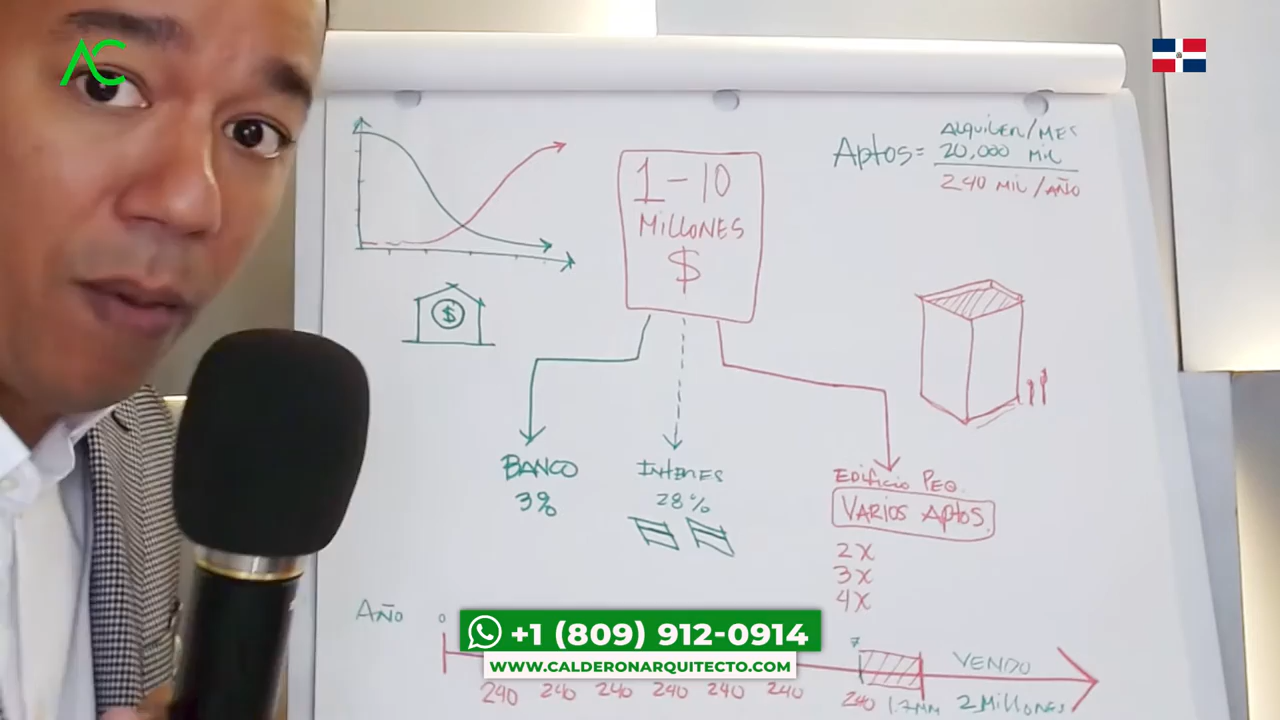 AC
1-10
MILLONES
$
Aptos=
ALQUILER/MES
20,000 MIL
240 MIL/AÑO
$
BANCO
3%
INTERES
28%
Edificio PEQ.
VARIOS APTOS.
2X
3X
4X
AÑO
0
+1 (809) 912-0914
WWW.CALDERONARQUITECTO.COM
7
VENDO
240 240 240 240 240 240 240 1.7MM 2 MILLONES